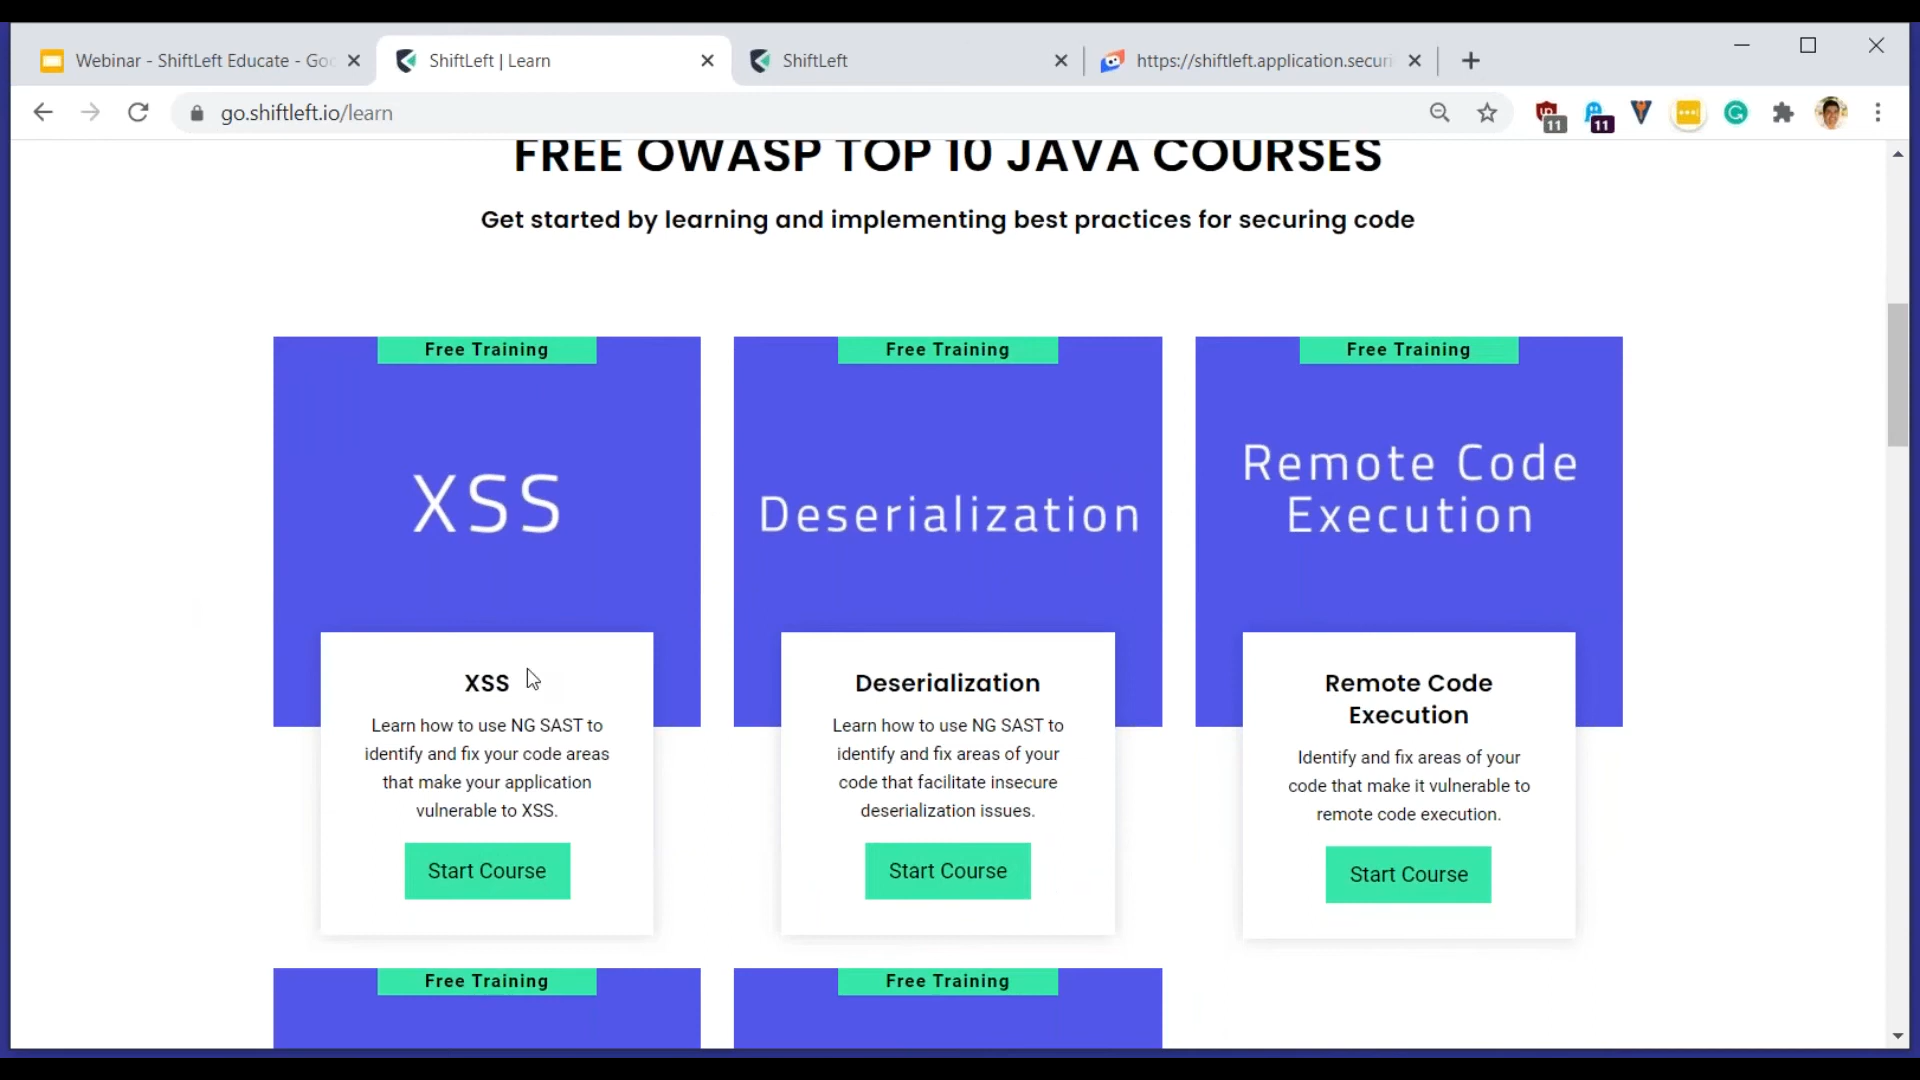 Webinar - ShiftLeft Educate - Goo
ShiftLeft | Learn
ShiftLeft
https://shiftleft.application.securi
go.shiftleft.io/learn
11
11
FREE OWASP TOP 10 JAVA COURSES
Get started by learning and implementing best practices for securing code
Free Training
Free Training
Free Training
XSS
Deserialization
Remote Code
Execution
XSS
Learn how to use NG SAST to
identify and fix your code areas
that make your application
vulnerable to XSS.
Start Course
Deserialization
Learn how to use NG SAST to
identify and fix areas of your
code that facilitate insecure
deserialization issues.
Start Course
Remote Code
Execution
Identify and fix areas of your
code that make it vulnerable to
remote code execution.
Start Course
Free Training
Free Training